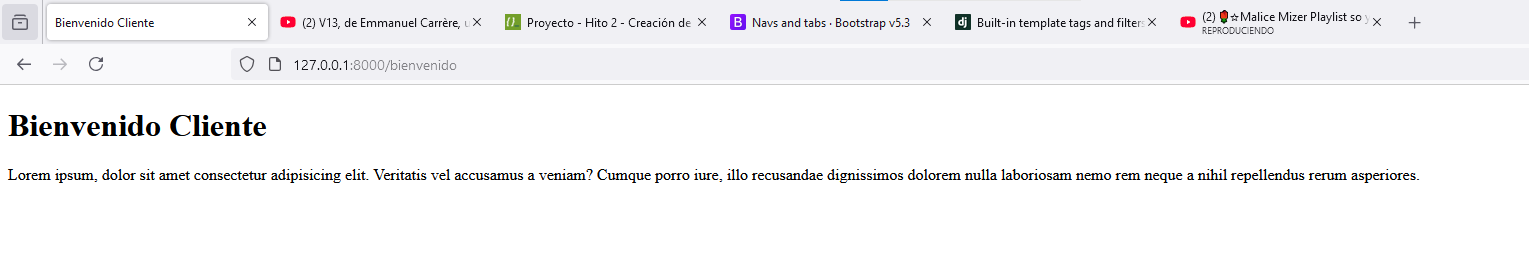 Bienvenido Cliente
(2) V13, de Emmanuel Carrère, u
Proyecto - Hito 2 - Creación de
Navs and tabs · Bootstrap v5.3
Built-in template tags and filters
(2) 🌹☆Malice Mizer Playlist so y
REPRODUCIENDO
127.0.0.1:8000/bienvenido
Bienvenido Cliente
Lorem ipsum, dolor sit amet consectetur adipisicing elit. Veritatis vel accusamus a veniam? Cumque porro iure, illo recusandae dignissimos dolorem nulla laboriosam nemo rem neque a nihil repellendus rerum asperiores.